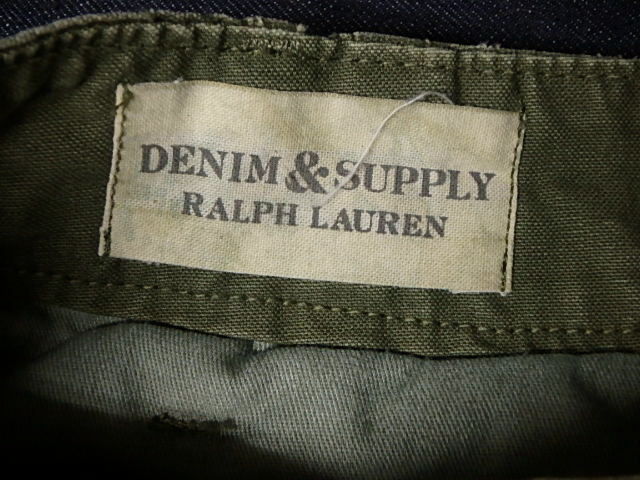 DENIM & SUPPLY
RALPH LAUREN